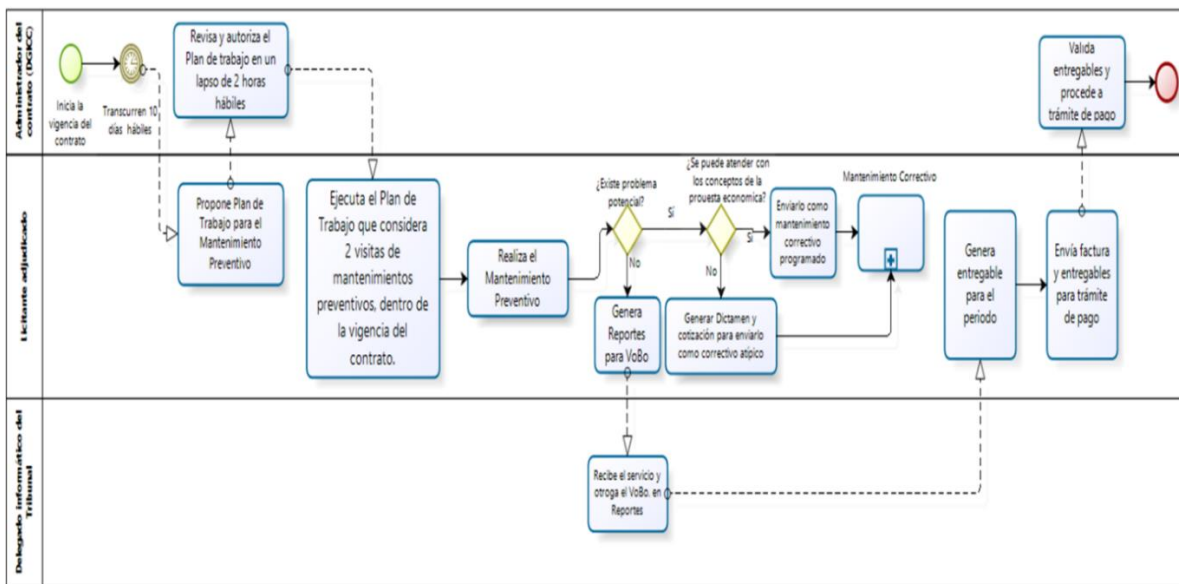 Administrador del
contrato (DGICC)
Inicia la
vigencia del
contrato
Transcurren 10
días hábiles
Revisa y autoriza el
Plan de trabajo en un
lapso de 2 horas
hábiles
Valida
entregables y
procede a
trámite de pago
Licitante adjudicado
Propone Plan de
Trabajo para el
Mantenimiento
Preventivo
Ejecuta el Plan de
Trabajo que considera
2 visitas de
mantenimientos
preventivos, dentro de
la vigencia del
contrato.
Realiza el
Mantenimiento
Preventivo
¿Existe problema
potencial?
Sí
No
Genera
Reportes
para VoBo
¿Se puede atender con
los conceptos de la
prouesta economica?
Sí
No
Enviarlo como
mantenimiento
correctivo
programado
Generar Dictamen y
cotización para enviarlo
como correctivo atípico
Mantenimiento Correctivo
Genera
entregable
para el
periodo
Envía factura
y entregables
para trámite
de pago
Delegado informático del
Tribunal
Recibe el servicio y
otroga el VoBo. en
Reportes